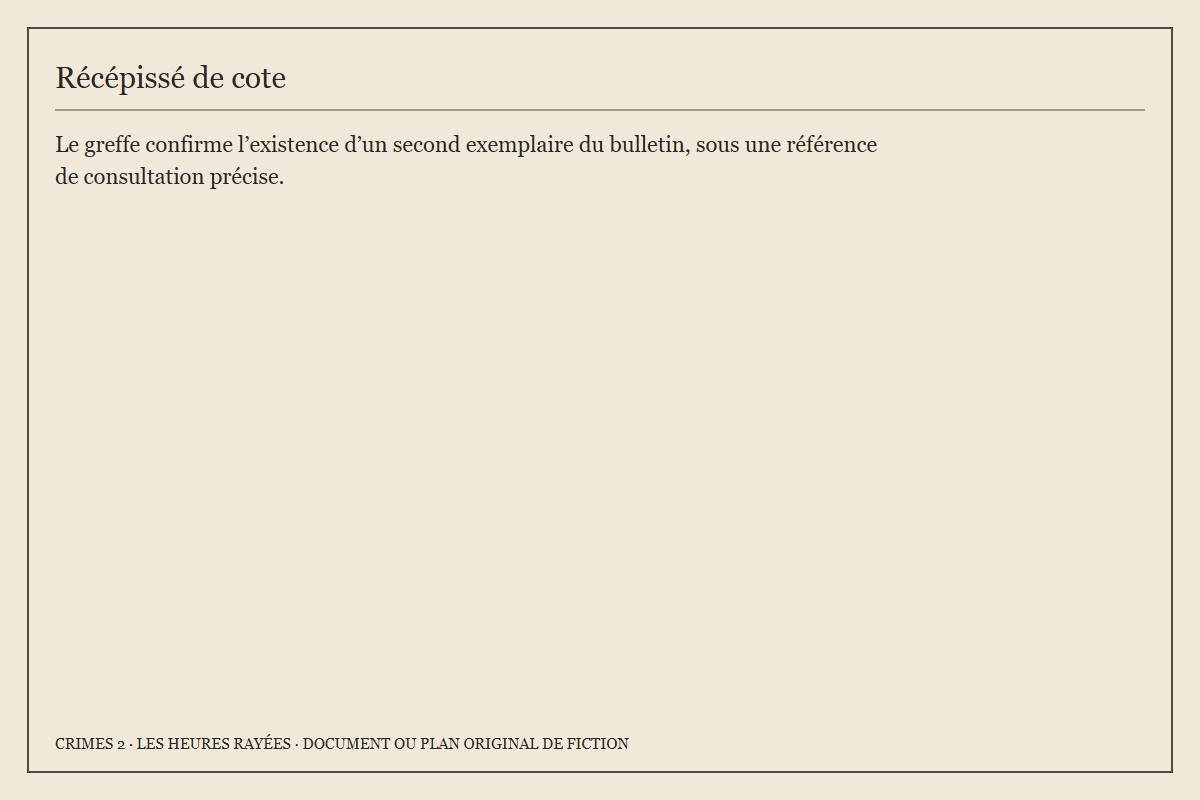 Récépissé de cote
Le greffe confirme l’existence d’un second exemplaire du bulletin, sous une référence
de consultation précise.
CRIMES 2 · LES HEURES RAYÉES · DOCUMENT OU PLAN ORIGINAL DE FICTION